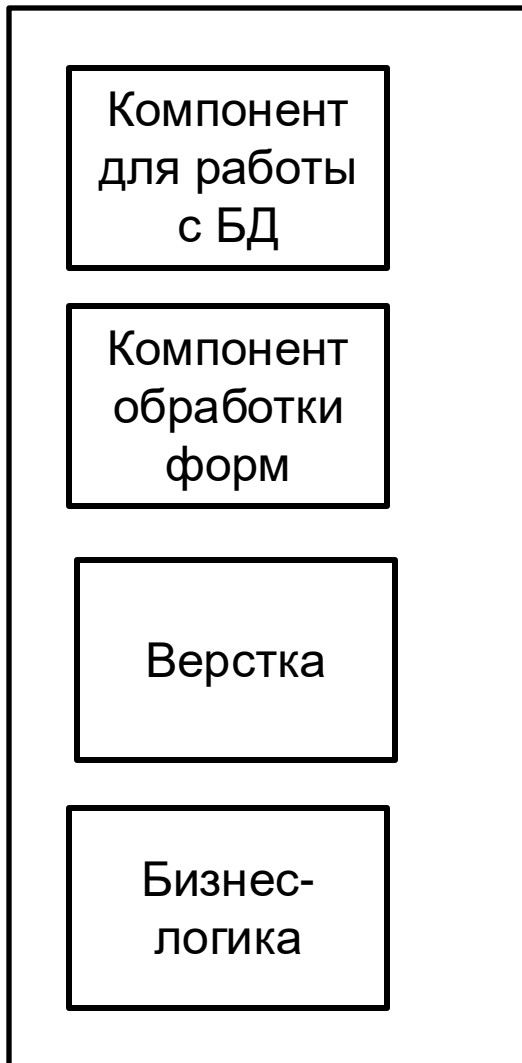 Компонент
для работы
с БД
Компонент
обработки
форм
Верстка
Бизнес-
логика